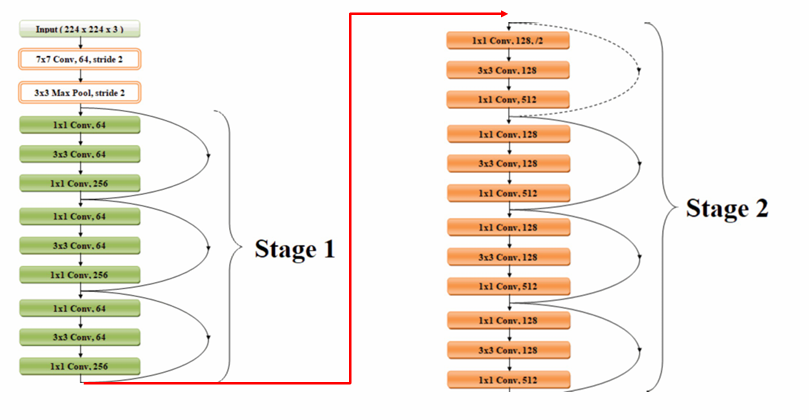 Input ( 224 x 224 x 3 )
7x7 Conv, 64, stride 2
3x3 Max Pool, stride 2
1x1 Conv, 64
3x3 Conv, 64
1x1 Conv, 256
1x1 Conv, 64
3x3 Conv, 64
1x1 Conv, 256
1x1 Conv, 64
3x3 Conv, 64
1x1 Conv, 256
Stage 1
1x1 Conv, 128, /2
3x3 Conv, 128
1x1 Conv, 512
1x1 Conv, 128
3x3 Conv, 128
1x1 Conv, 512
1x1 Conv, 128
3x3 Conv, 128
1x1 Conv, 512
1x1 Conv, 128
3x3 Conv, 128
1x1 Conv, 512
Stage 2